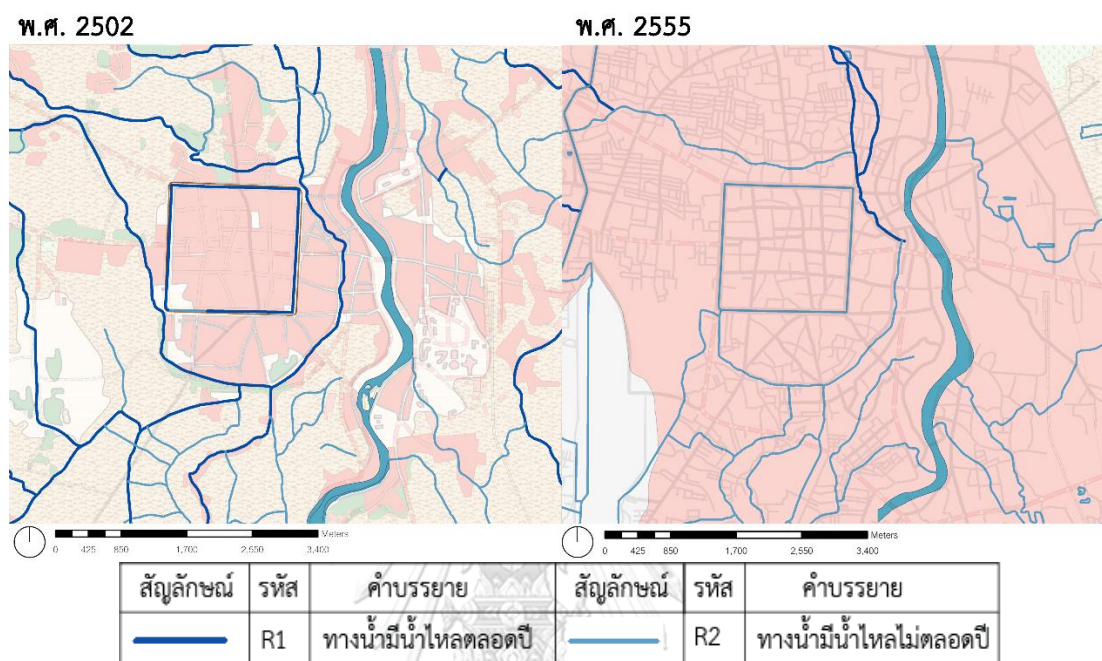 พ.ศ. 2502
พ.ศ. 2555
Meters
0 425 850 1,700 2,550 3,400
Meters
0 425 850 1,700 2,550 3,400
สัญลักษณ์ รหัส คำบรรยาย สัญลักษณ์ รหัส คำบรรยาย
R1 ทางน้ำมีน้ำไหลตลอดปี R2 ทางน้ำมีน้ำไหลไม่ตลอดปี